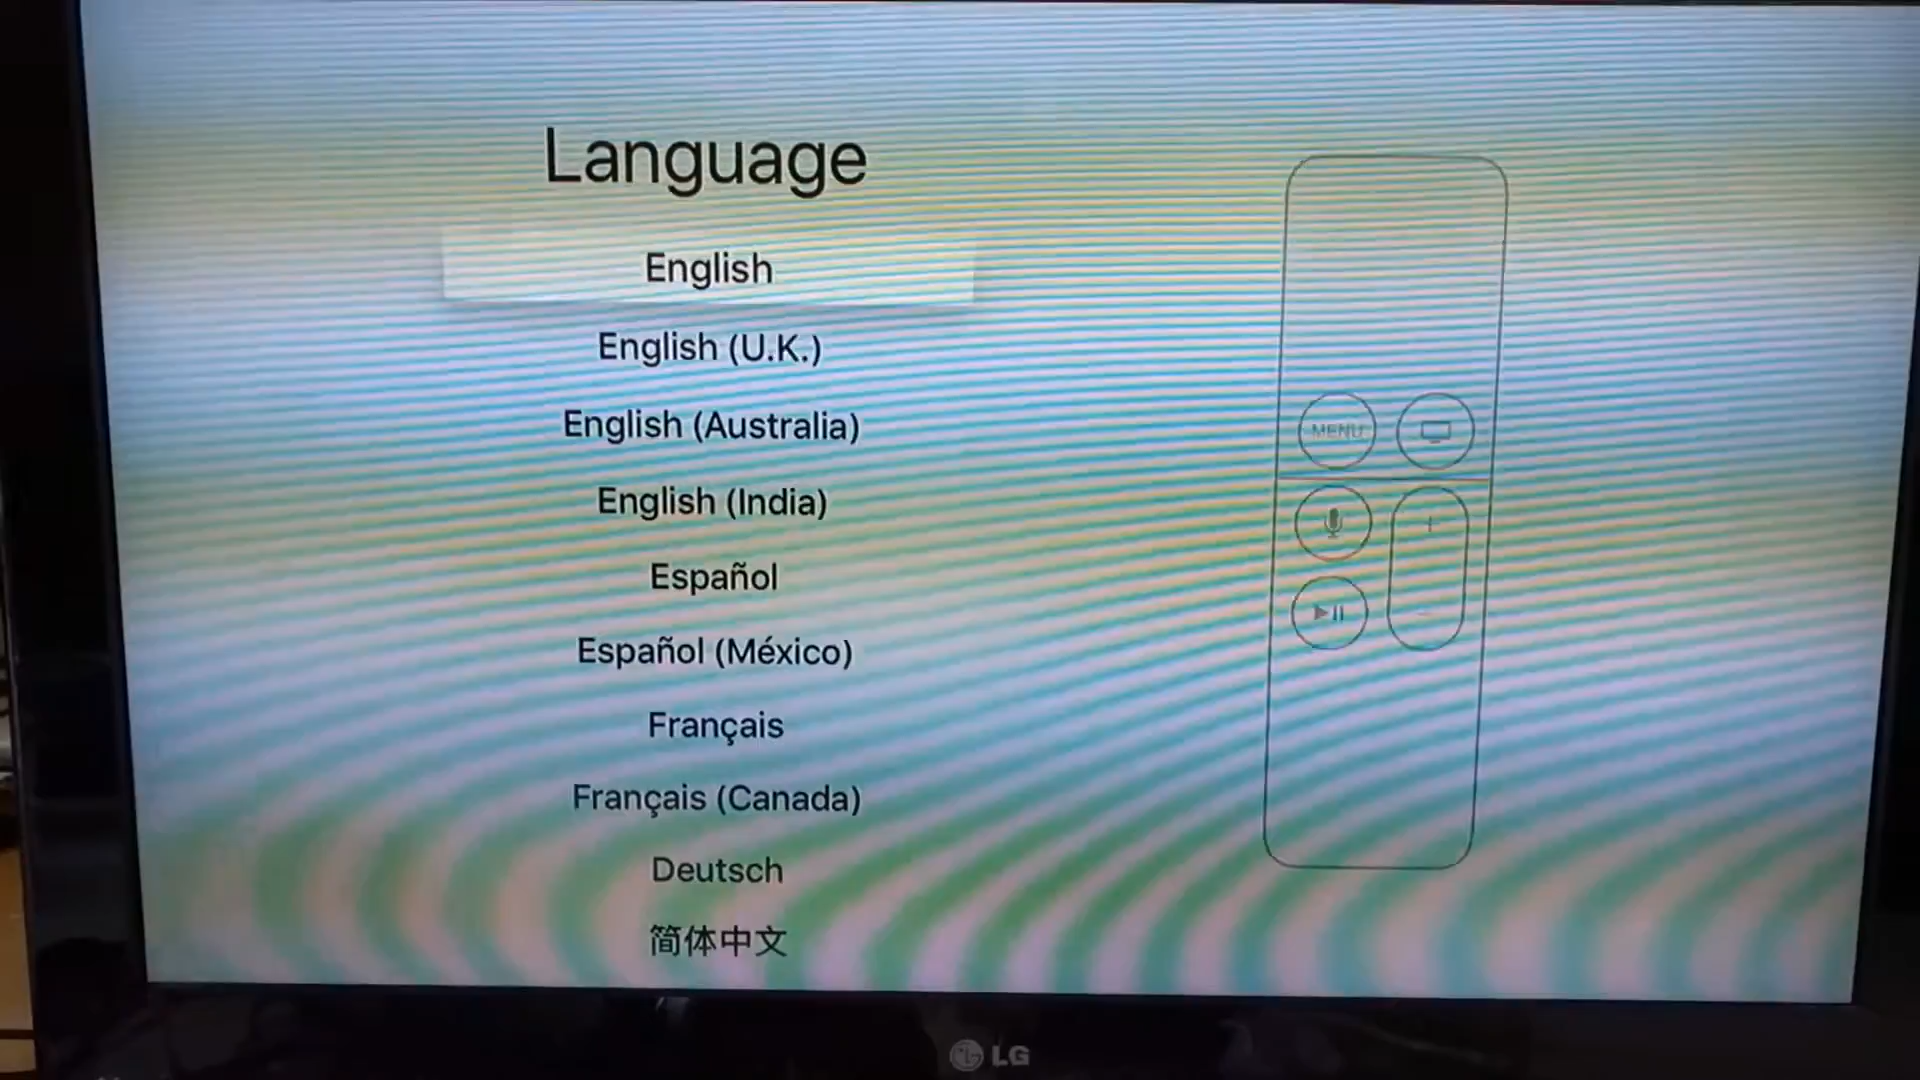 Language
English
English (U.K.)
English (Australia)
English (India)
Español
Español (México)
Français
Français (Canada)
Deutsch
简体中文
MENU
+
−
LG